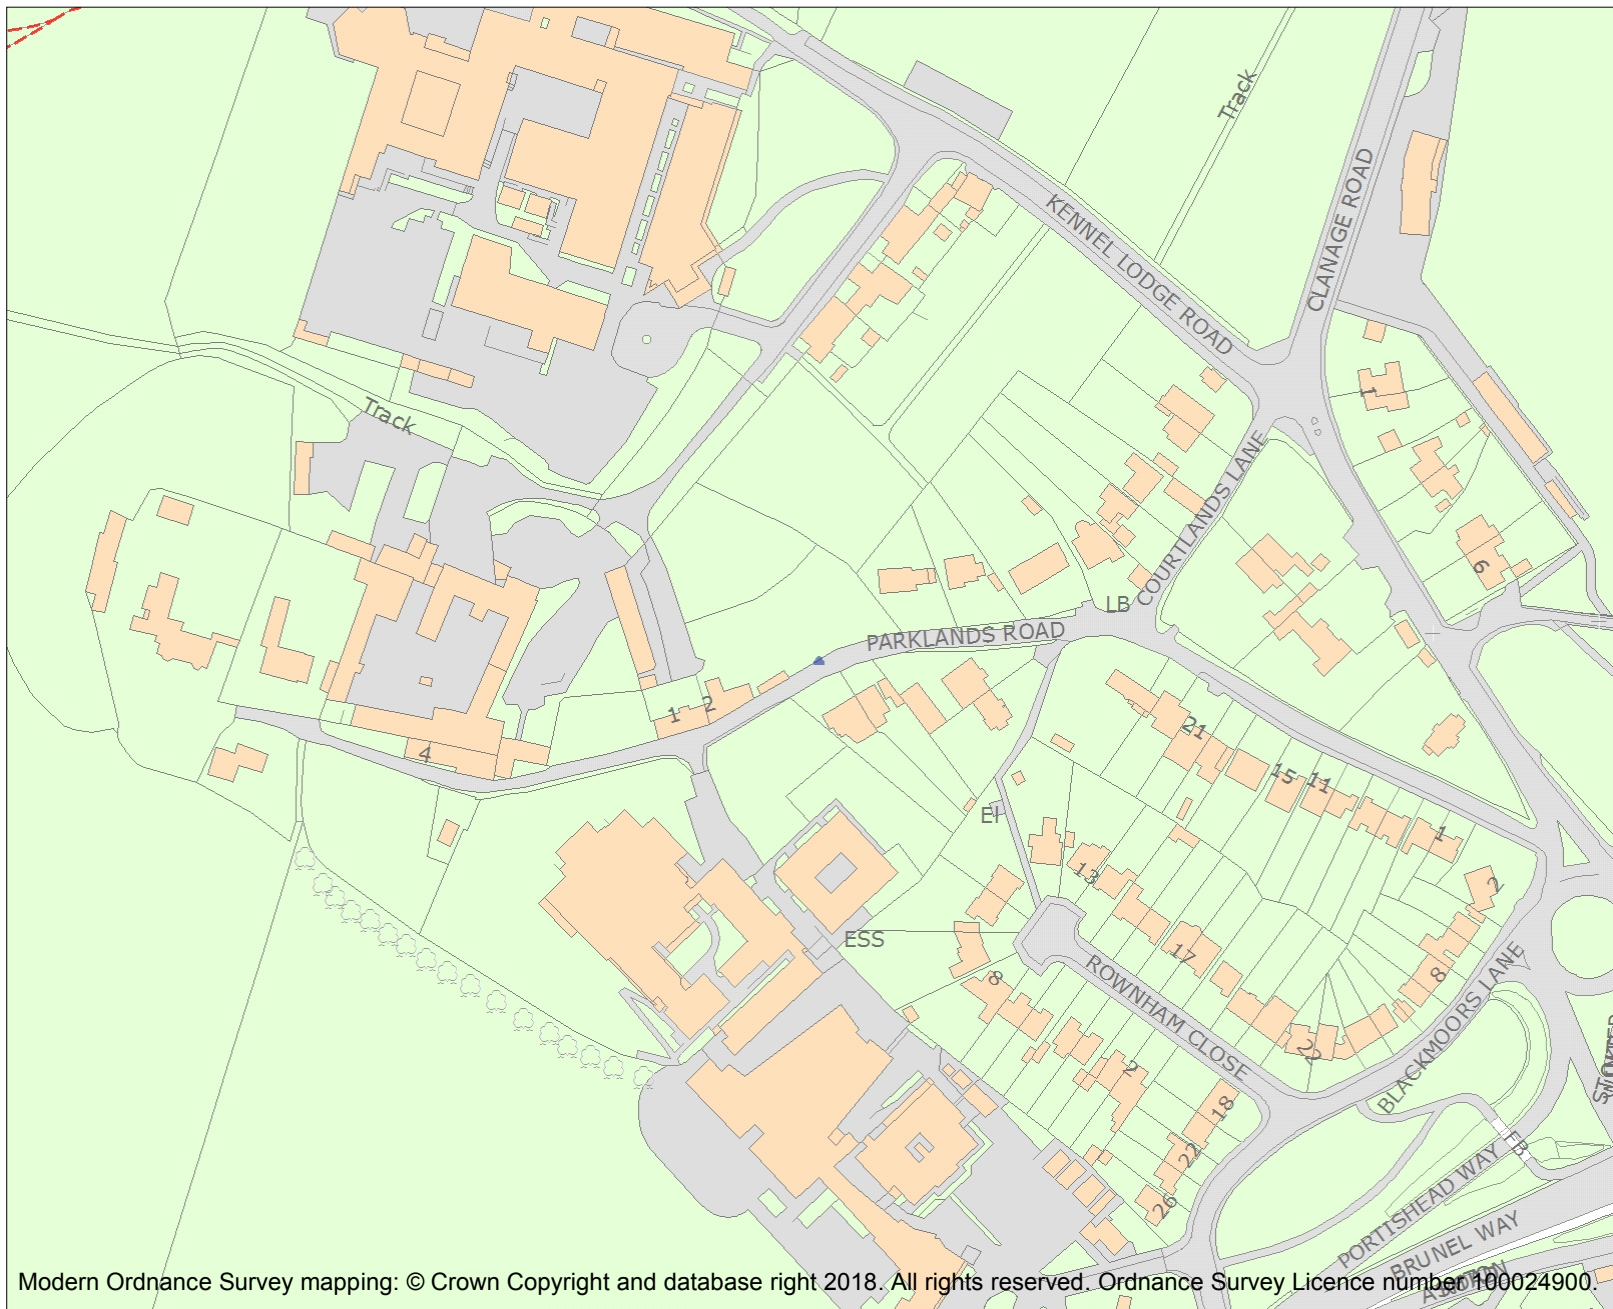 Track
KENNEL LODGE ROAD
CLANAGE ROAD
1
Track
COURTLANDS LANE
6
LB
PARKLANDS ROAD
1
2
21
4
15
11
EI
1
13
2
ESS
17
8
8
ROWNHAM CLOSE
BLACKMOORS LANE
22
2
18
FB
22
PORTISHEAD WAY
26
BRUNEL WAY
Modern Ordnance Survey mapping: © Crown Copyright and database right 2018. All rights reserved. Ordnance Survey Licence number 100024900.